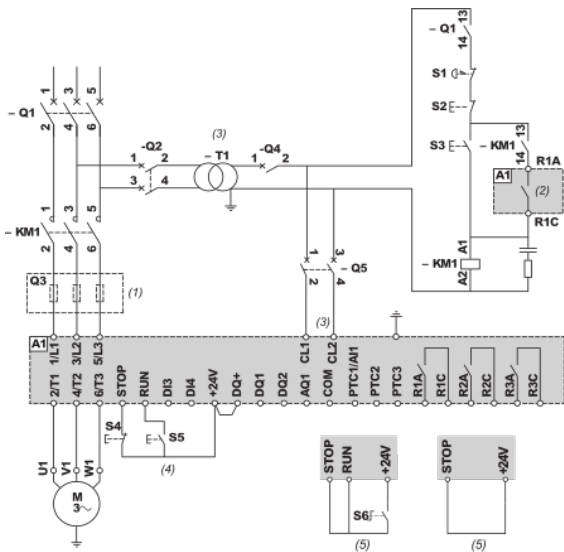 13
– Q1
14
1 3 5
S1
– Q1
S2
2 4 6
(3)
-Q2
1 2
– T1
-Q4
1 2
S3
– KM1
13
14
R1A
3 4
A1
(2)
R1C
1 3 5
– KM1
2 4 6
1 3
– Q5
2 4
– KM1
A1
A2
Q3
(1)
(3)
A1
1/L1 3/L2 5/L3 CL1 CL2
2/T1 4/T2 6/T3 STOP RUN DI3 DI4 +24V DQ+ DQ1 DQ2 AQ1 COM PTC1/AI1 PTC2 PTC3 R1A R1C R2A R2C R3A R3C
S4 S5
(4)
STOP RUN +24V
STOP +24V
U1 V1 W1
M
3
S6
(5)
(5)